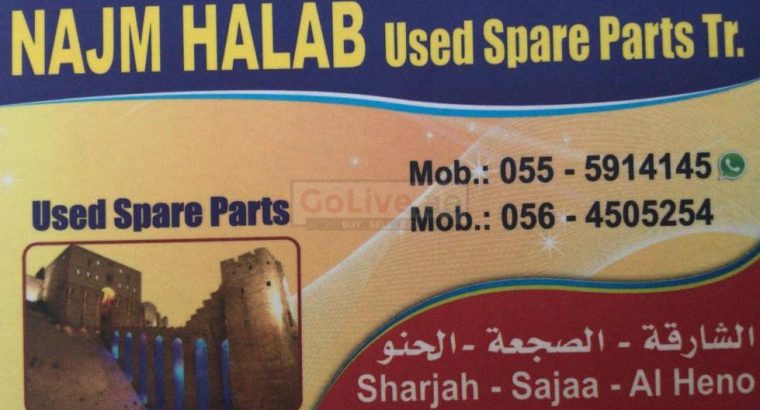 NAJM HALAB Used Spare Parts Tr.
Mob.: 055 - 5914145
Mob.: 056 - 4505254
Used Spare Parts
الشارقة - الصجعة - الحنو
Sharjah - Sajaa - Al Heno